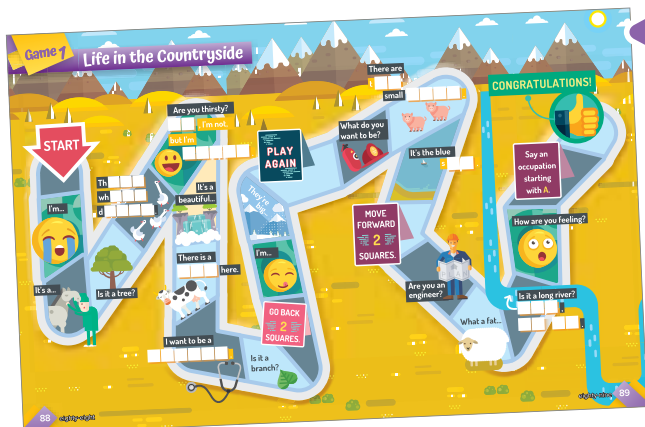 Game 7
Life in the Countryside
START
I'm...
It's a...
Is it a tree?
Th
wh
d
Are you thirsty?
, I'm not,
but I'm
It's a
beautiful...
There is a
here.
I want to be a
Is it a
branch?
GO BACK
2
SQUARES.
I'm...
They're
big...
PLAY
AGAIN
What do you
want to be?
There are
t
small
It's the blue
s
MOVE
FORWARD
2
SQUARES.
Are you an
engineer?
What a fat...
Is it a long river?
How are you feeling?
Say an
occupation
starting
with A.
CONGRATULATIONS!
88
eighty-eight
eighty-nine
89